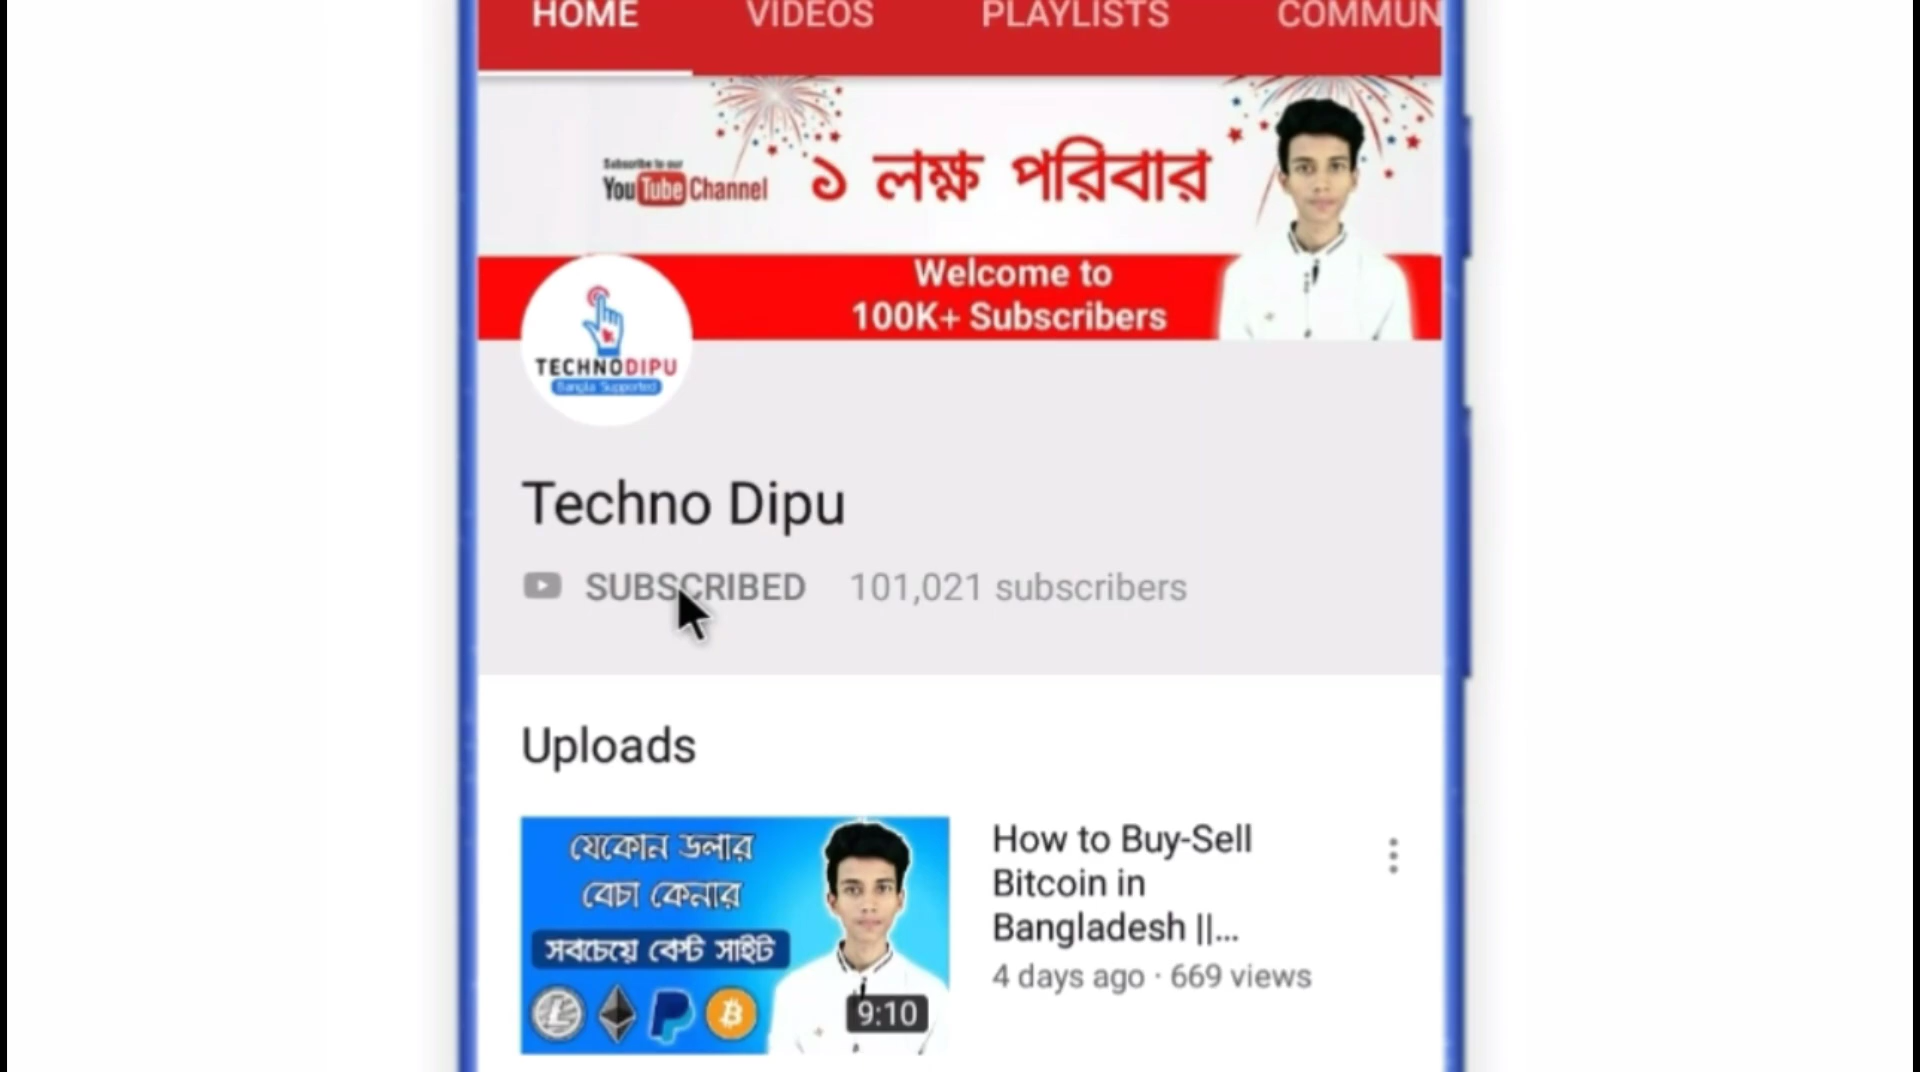 HOME VIDEOS PLAYLISTS COMMUN
Subscribe to our
YouTube Channel
১ লক্ষ পরিবার
Welcome to
100K+ Subscribers
TECHNODIPU
Bangla Supported
Techno Dipu
SUBSCRIBED 101,021 subscribers
Uploads
যেকোন ডলার
বেচা কেনার
সবচেয়ে বেস্ট সাইট
9:10
How to Buy-Sell
Bitcoin in
Bangladesh ||...
4 days ago · 669 views